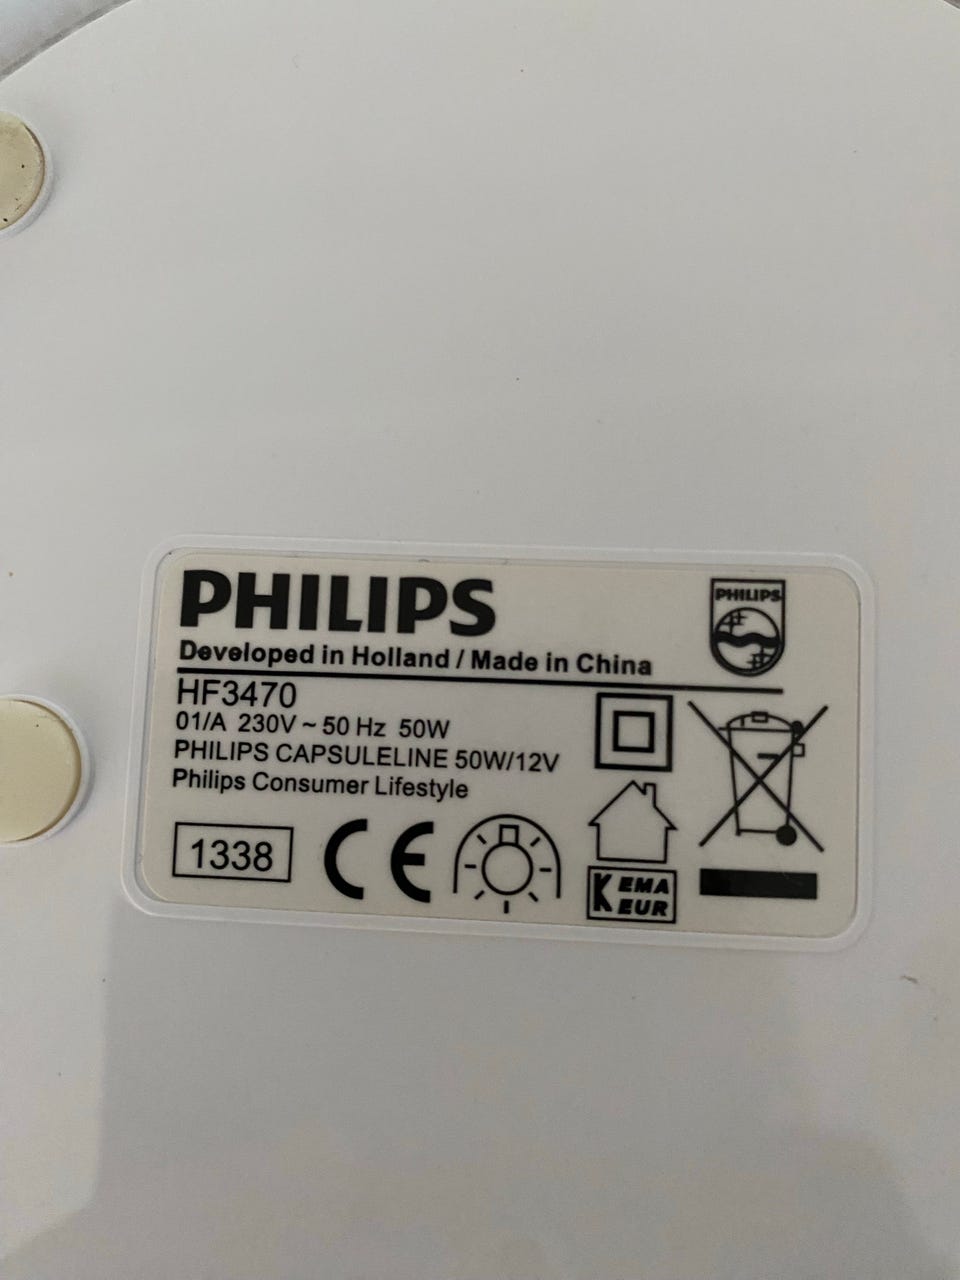 PHILIPS
PHILIPS
Developed in Holland / Made in China
HF3470
01/A 230V ~ 50 Hz 50W
PHILIPS CAPSULELINE 50W/12V
Philips Consumer Lifestyle
1338
CE
KEMA
EUR